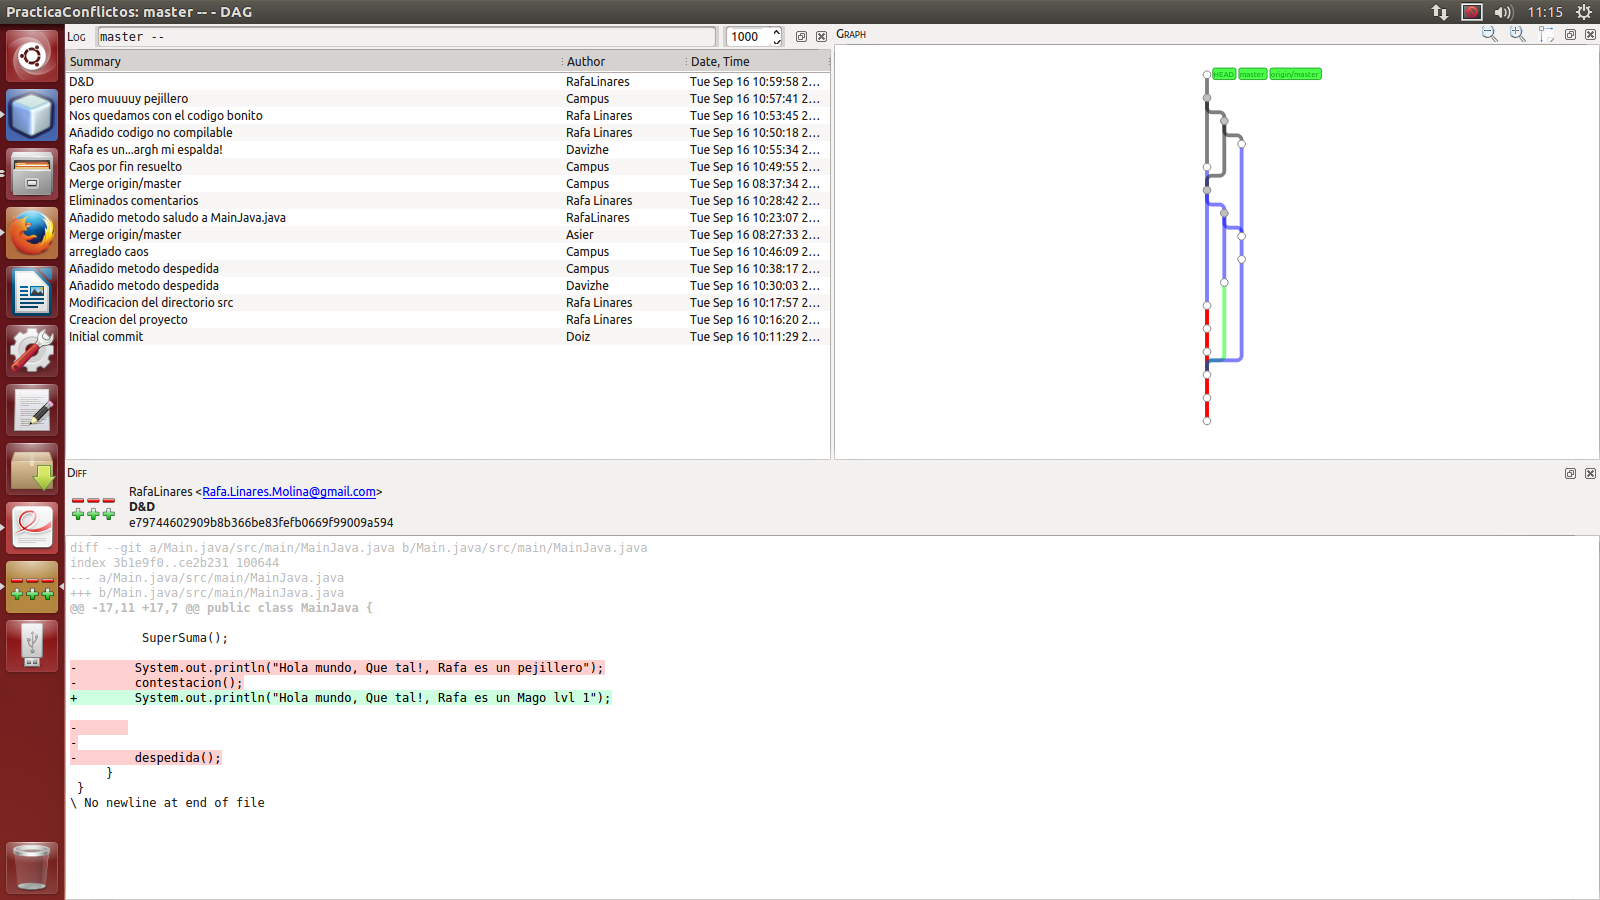 PracticaConflictos: master -- - DAG
11:15
Log
master --
1000
Graph
Summary Author Date, Time
D&D RafaLinares Tue Sep 16 10:59:58 2...
pero muuuuy pejillero Campus Tue Sep 16 10:57:41 2...
Nos quedamos con el codigo bonito Rafa Linares Tue Sep 16 10:53:45 2...
Añadido codigo no compilable Rafa Linares Tue Sep 16 10:50:18 2...
Rafa es un...argh mi espalda! Davizhe Tue Sep 16 10:55:34 2...
Caos por fin resuelto Campus Tue Sep 16 10:49:55 2...
Merge origin/master Campus Tue Sep 16 08:37:34 2...
Eliminados comentarios Rafa Linares Tue Sep 16 10:28:42 2...
Añadido metodo saludo a MainJava.java RafaLinares Tue Sep 16 10:23:07 2...
Merge origin/master Asier Tue Sep 16 08:27:33 2...
arreglado caos Campus Tue Sep 16 10:46:09 2...
Añadido metodo despedida Campus Tue Sep 16 10:38:17 2...
Añadido metodo despedida Davizhe Tue Sep 16 10:30:03 2...
Modificacion del directorio src Rafa Linares Tue Sep 16 10:17:57 2...
Creacion del proyecto Rafa Linares Tue Sep 16 10:16:20 2...
Initial commit Doiz Tue Sep 16 10:11:29 2...
HEAD master origin/master
Diff
RafaLinares <Rafa.Linares.Molina@gmail.com>
D&D
e79744602909b8b366be83fefb0669f99009a594
diff --git a/Main.java/src/main/MainJava.java b/Main.java/src/main/MainJava.java
index 3b1e9f0..ce2b231 100644
--- a/Main.java/src/main/MainJava.java
+++ b/Main.java/src/main/MainJava.java
@@ -17,11 +17,7 @@ public class MainJava {
SuperSuma();
- System.out.println("Hola mundo, Que tal!, Rafa es un pejillero");
- contestacion();
+ System.out.println("Hola mundo, Que tal!, Rafa es un Mago lvl 1");
-
-
- despedida();
}
}
\ No newline at end of file